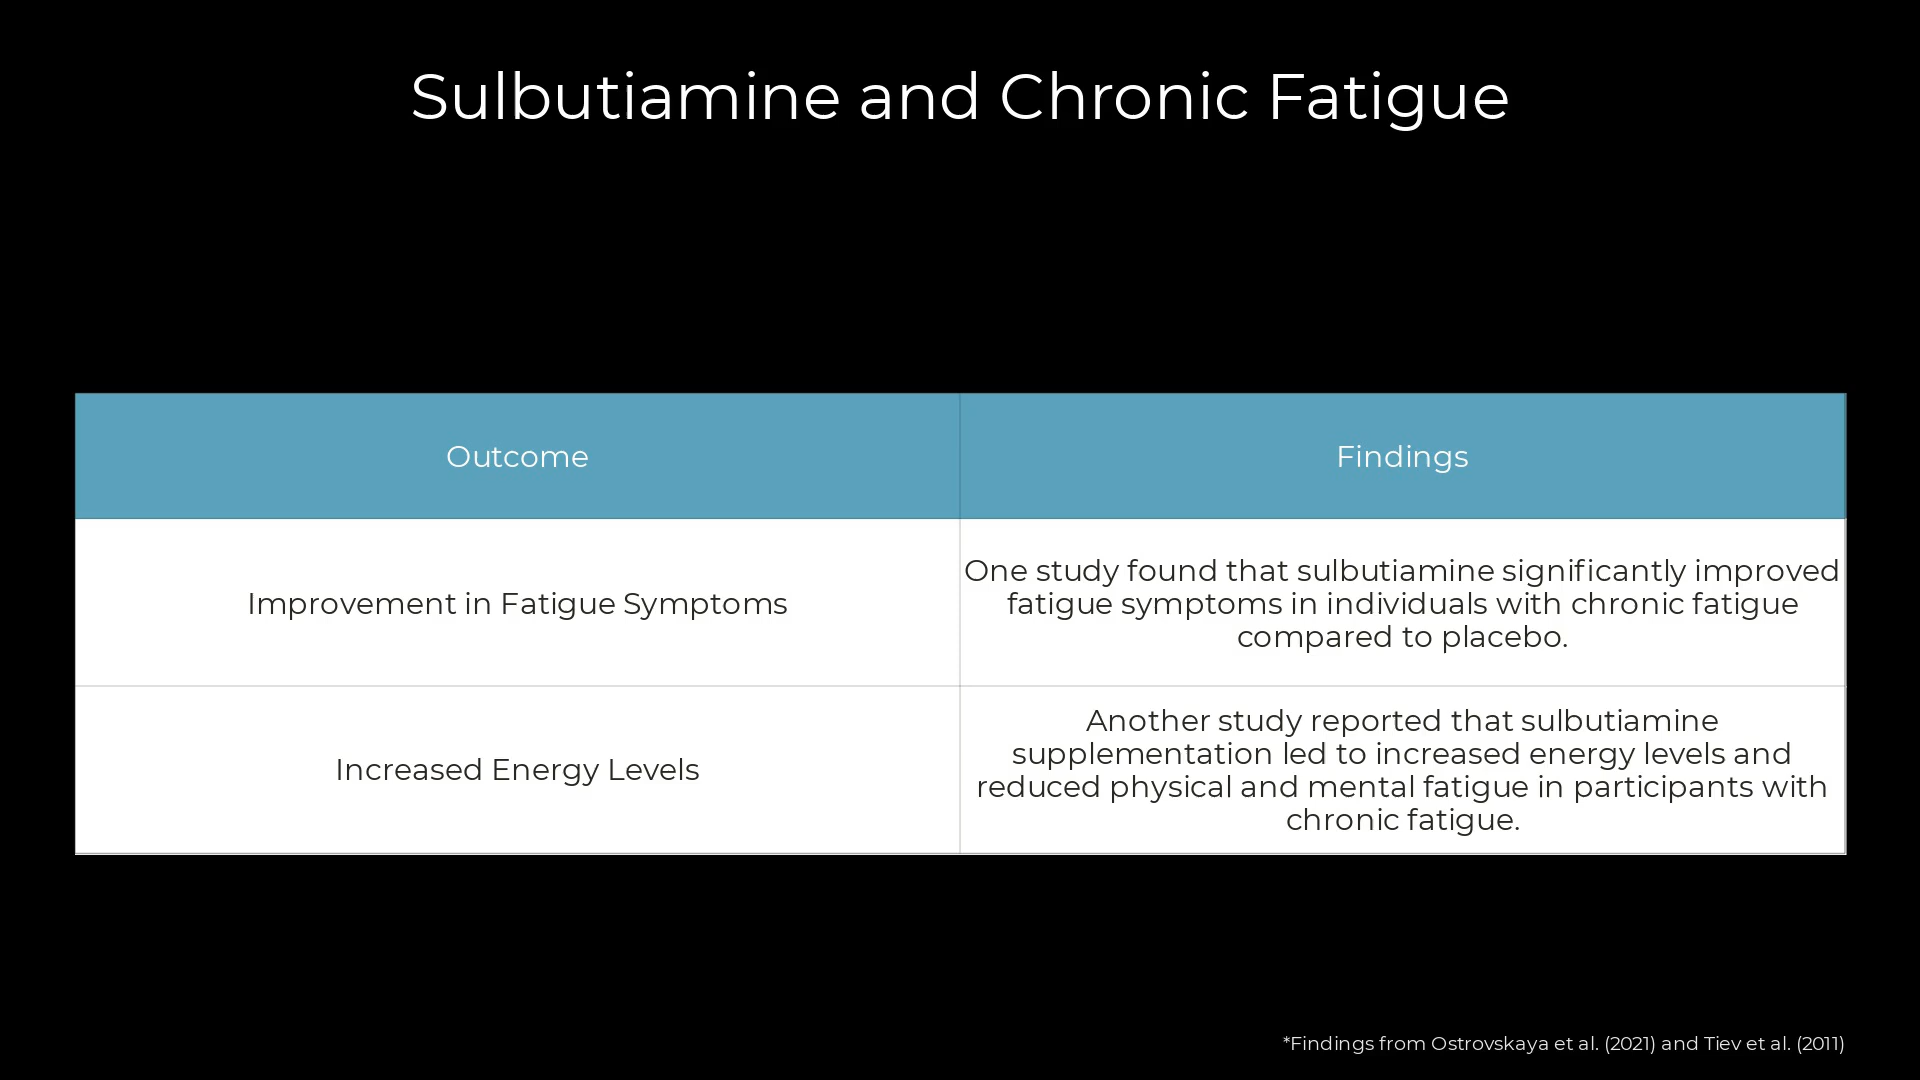 Sulbutiamine and Chronic Fatigue
Outcome
Findings
Improvement in Fatigue Symptoms
One study found that sulbutiamine significantly improved
fatigue symptoms in individuals with chronic fatigue
compared to placebo.
Increased Energy Levels
Another study reported that sulbutiamine
supplementation led to increased energy levels and
reduced physical and mental fatigue in participants with
chronic fatigue.
*Findings from Ostrovskaya et al. (2021) and Tiev et al. (2011)